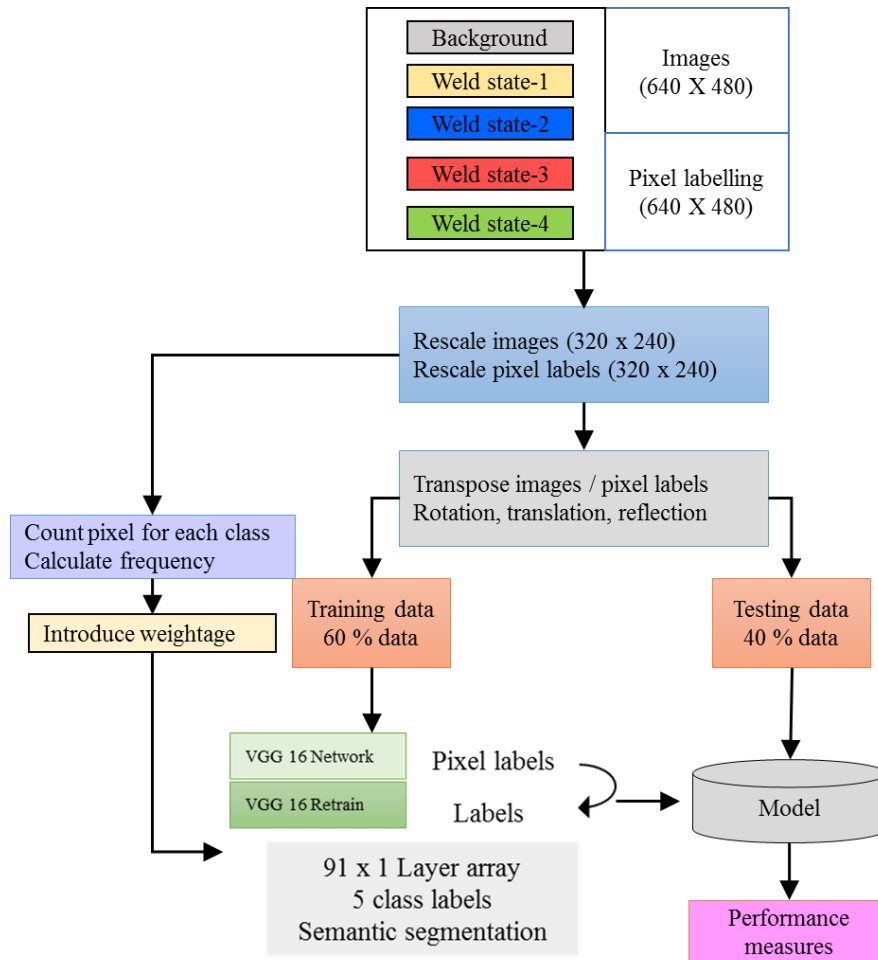 Background
Weld state-1
Weld state-2
Weld state-3
Weld state-4
Images
(640 X 480)
Pixel labelling
(640 X 480)
Rescale images (320 x 240)
Rescale pixel labels (320 x 240)
Transpose images / pixel labels
Rotation, translation, reflection
Count pixel for each class
Calculate frequency
Introduce weightage
Training data
60 % data
Testing data
40 % data
VGG 16 Network
VGG 16 Retrain
Pixel labels
Labels
Model
91 x 1 Layer array
5 class labels
Semantic segmentation
Performance
measures